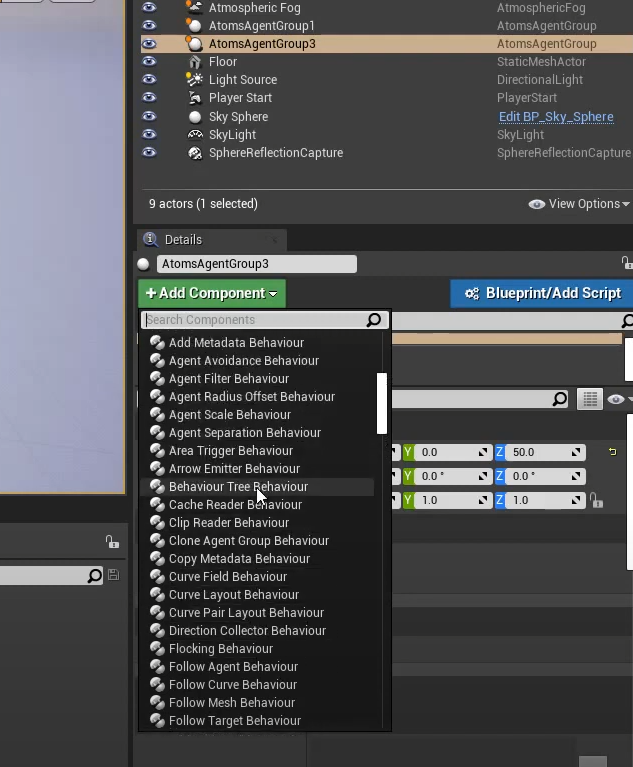 Atmospheric Fog AtmosphericFog
AtomsAgentGroup1 AtomsAgentGroup
AtomsAgentGroup3 AtomsAgentGroup
Floor StaticMeshActor
Light Source DirectionalLight
Player Start PlayerStart
Sky Sphere Edit BP_Sky_Sphere
SkyLight SkyLight
SphereReflectionCapture SphereReflectionCapture
9 actors (1 selected) View Options
Details
AtomsAgentGroup3
+Add Component Blueprint/Add Script
Search Components
Add Metadata Behaviour
Agent Avoidance Behaviour
Agent Filter Behaviour
Agent Radius Offset Behaviour
Agent Scale Behaviour
Agent Separation Behaviour
Area Trigger Behaviour Y 0.0 Z 50.0
Arrow Emitter Behaviour Y 0.0 ° Z 0.0 °
Behaviour Tree Behaviour
Cache Reader Behaviour Y 1.0 Z 1.0
Clip Reader Behaviour
Clone Agent Group Behaviour
Copy Metadata Behaviour
Curve Field Behaviour
Curve Layout Behaviour
Curve Pair Layout Behaviour
Direction Collector Behaviour
Flocking Behaviour
Follow Agent Behaviour
Follow Curve Behaviour
Follow Mesh Behaviour
Follow Target Behaviour